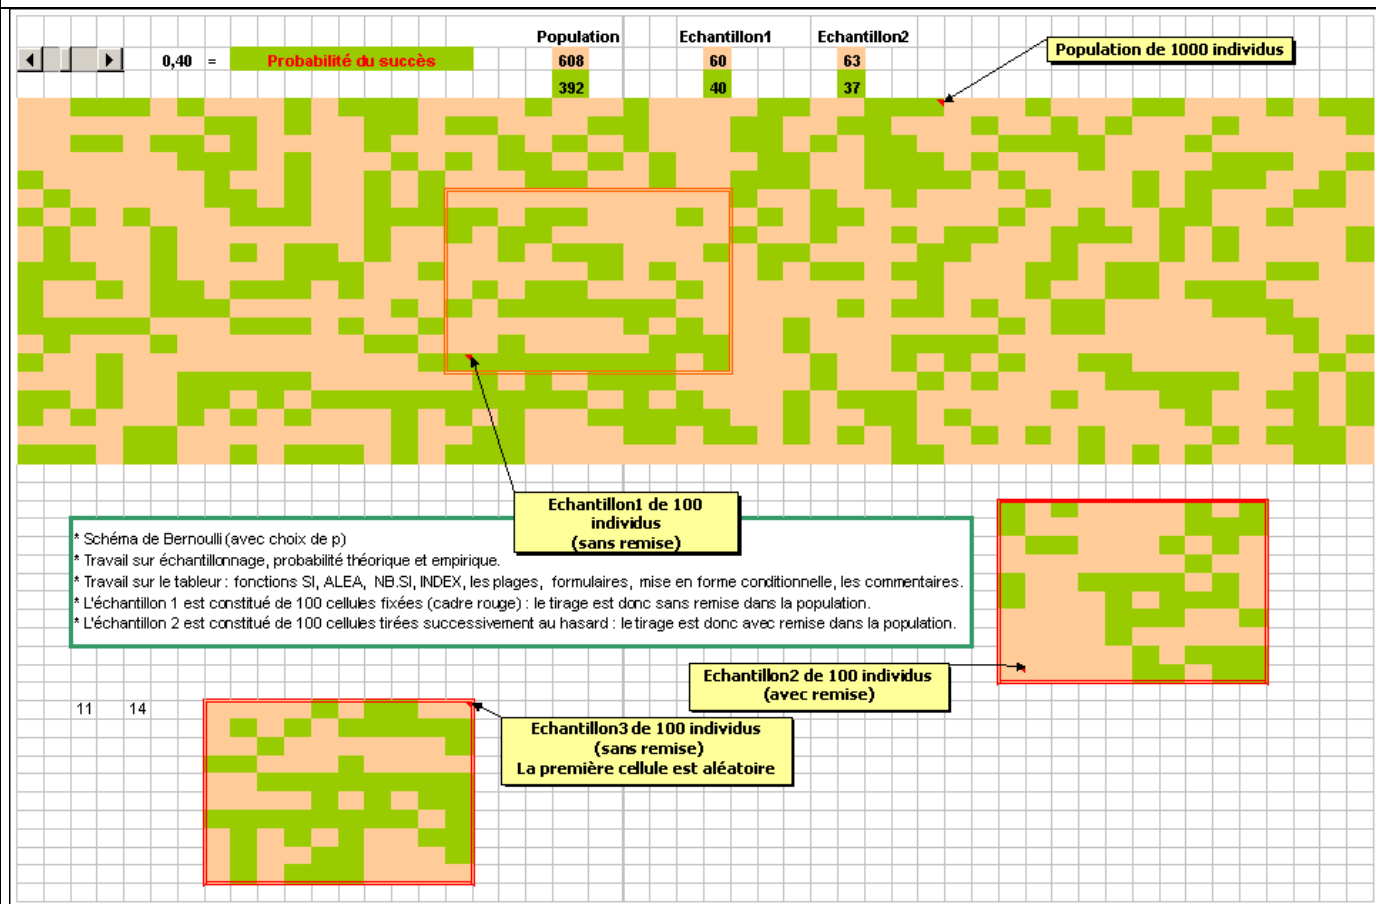 Population Echantillon1 Echantillon2
0,40 = Probabilité du succès 608 60 63
392 40 37
Population de 1000 individus
Echantillon1 de 100
individus
(sans remise)
* Schéma de Bernoulli (avec choix de p)
* Travail sur échantillonnage, probabilité théorique et empirique.
* Travail sur le tableur : fonctions SI, ALEA, NB.SI, INDEX, les plages, formulaires, mise en forme conditionnelle, les commentaires.
* L'échantillon 1 est constitué de 100 cellules fixées (cadre rouge) : le tirage est donc sans remise dans la population.
* L'échantillon 2 est constitué de 100 cellules tirées successivement au hasard : le tirage est donc avec remise dans la population.
Echantillon2 de 100 individus
(avec remise)
11 14
Echantillon3 de 100 individus
(sans remise)
La première cellule est aléatoire